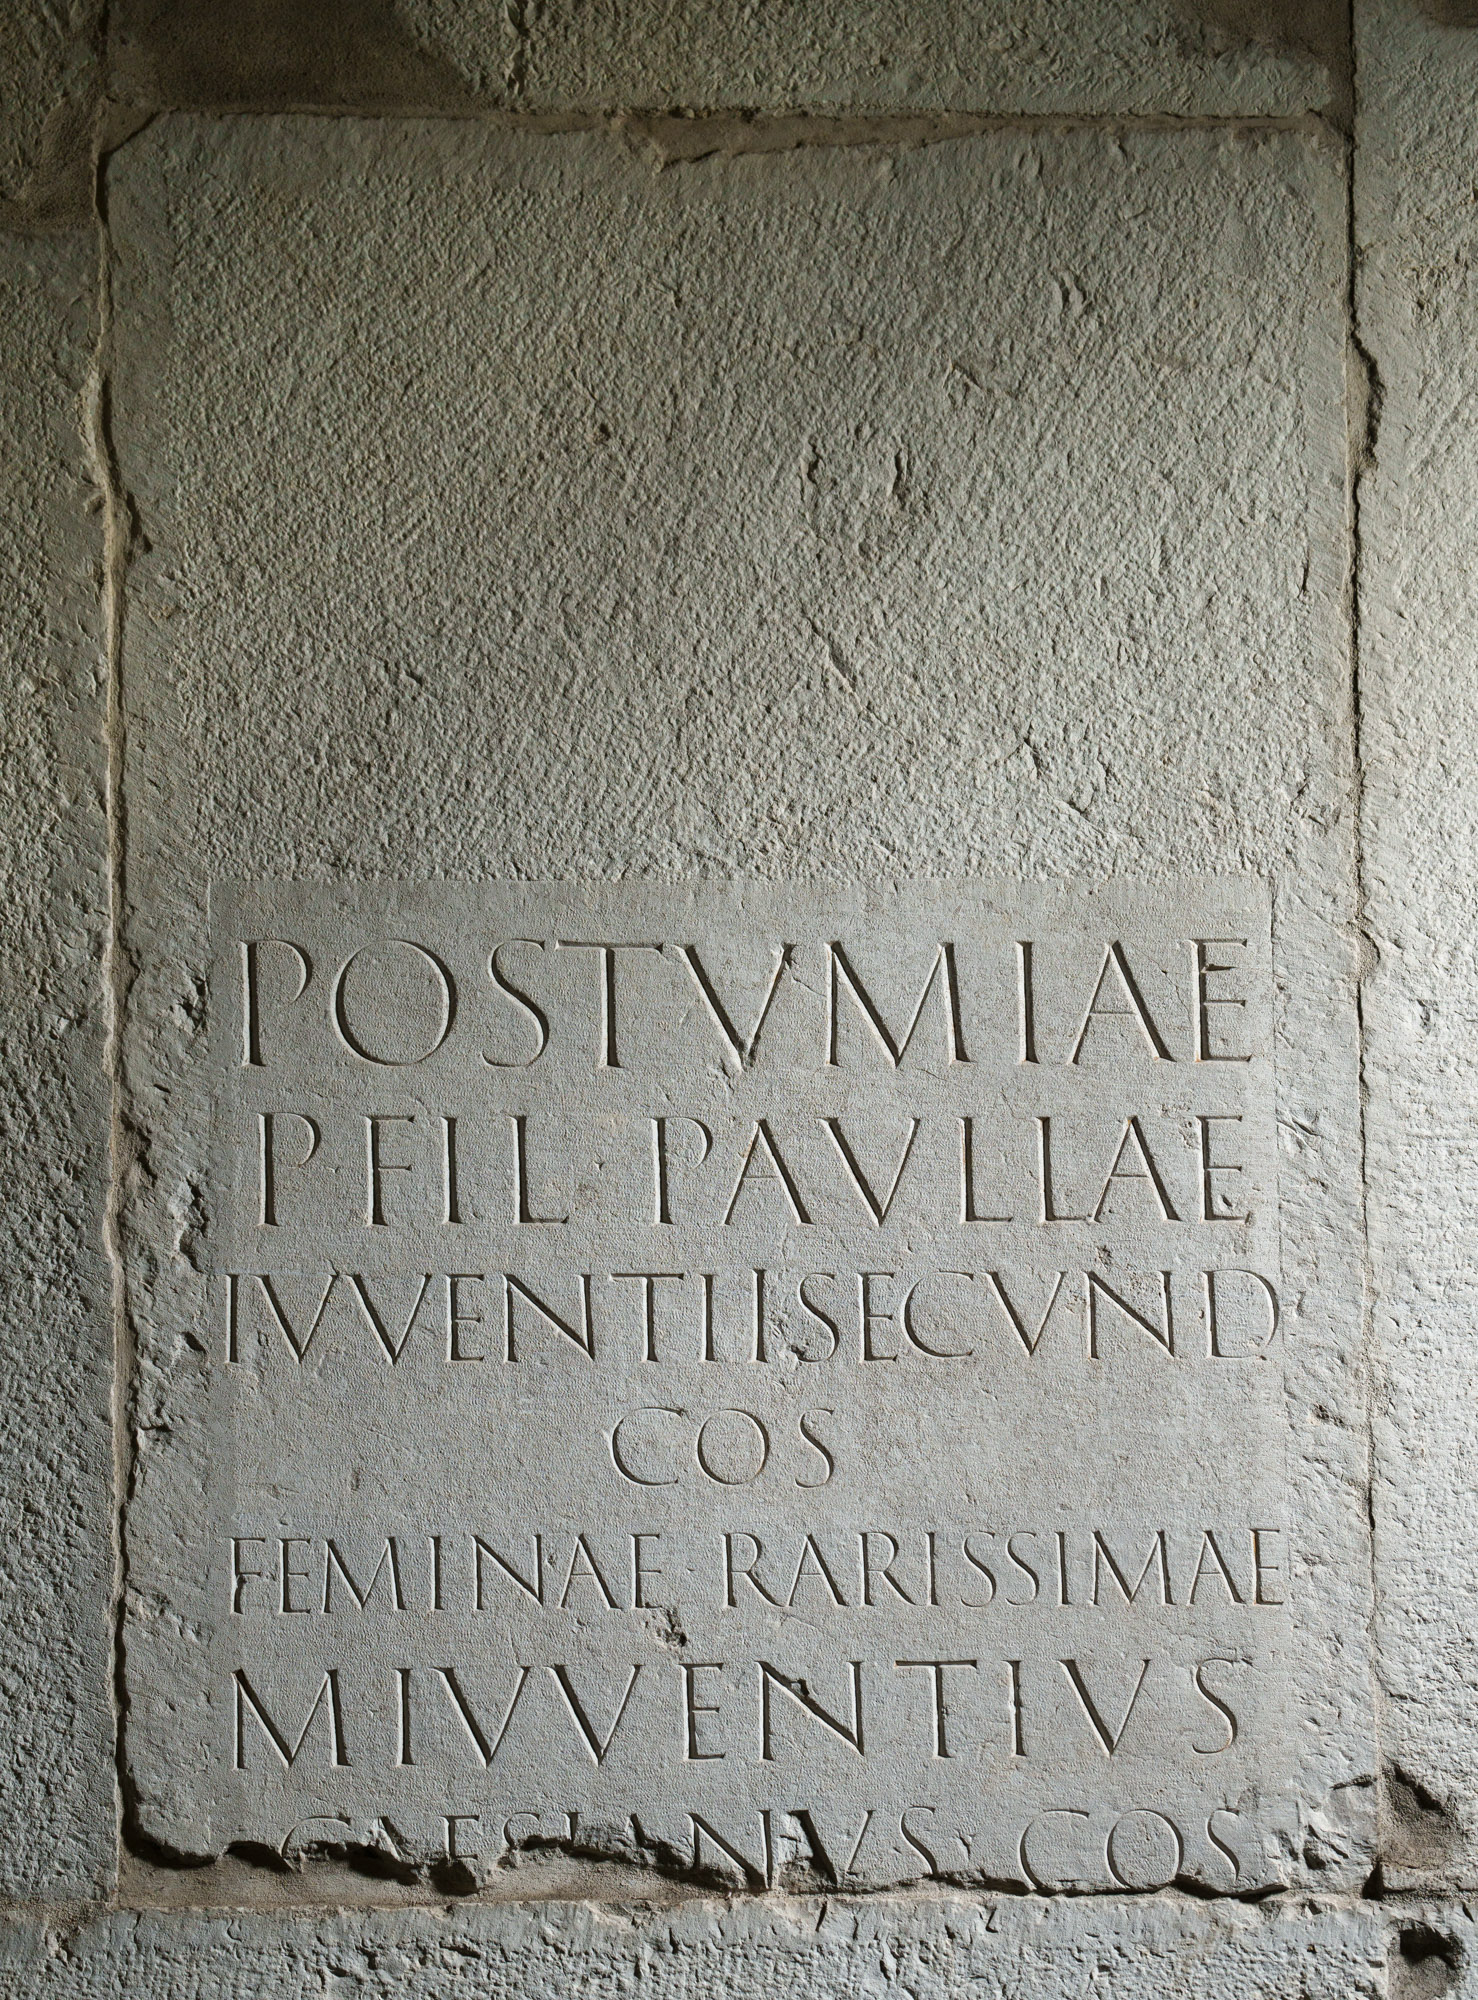 POSTVMIAE
P FIL PAVLLAE
IVVENTII SECVND
COS
FEMINAE RARISSIMAE
M IVVENTIVS
CAESIANVS COS